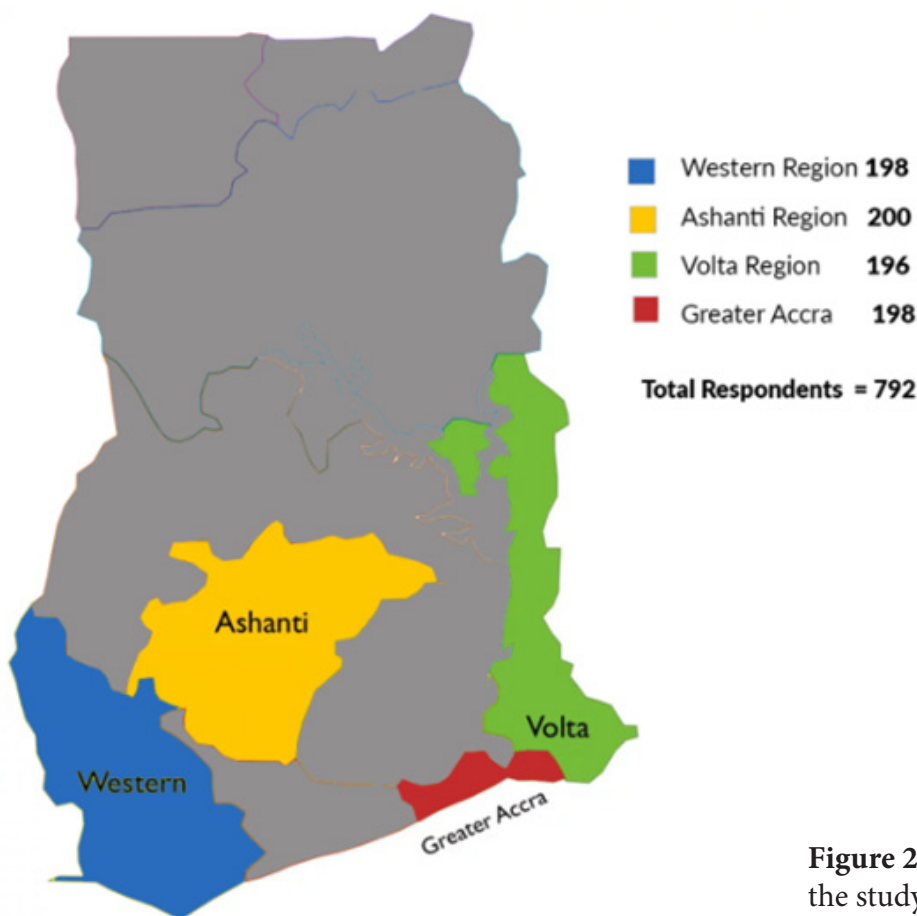 Western Region 198
Ashanti Region 200
Volta Region 196
Greater Accra 198
Total Respondents = 792
Ashanti
Volta
Western
Greater Accra
Figure 2
the study